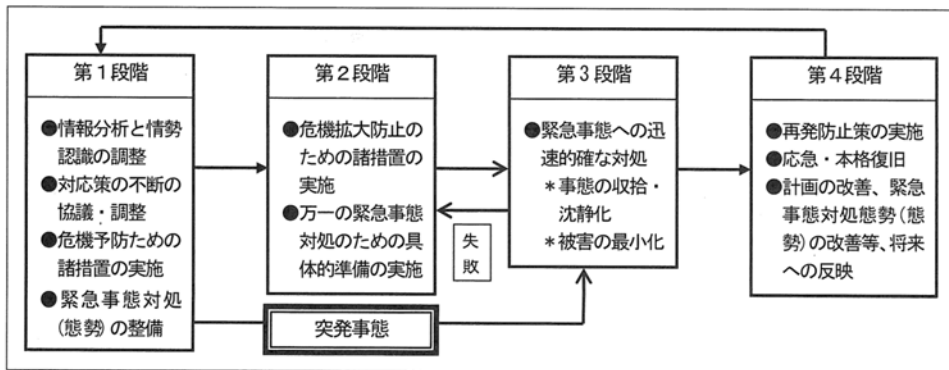 第1段階
●情報分析と情勢
認識の調整
●対応策の不断の
協議・調整
●危機予防ための
諸措置の実施
●緊急事態対処
(態勢)の整備
第2段階
●危機拡大防止の
ための諸措置の
実施
●万一の緊急事態
対処のための具
体的準備の実施
第3段階
●緊急事態への迅
速的確な対処
*事態の収拾・
沈静化
*被害の最小化
失
敗
突発事態
第4段階
●再発防止策の実施
●応急・本格復旧
●計画の改善、緊急
事態対処態勢(態
勢)の改善等、将来
への反映